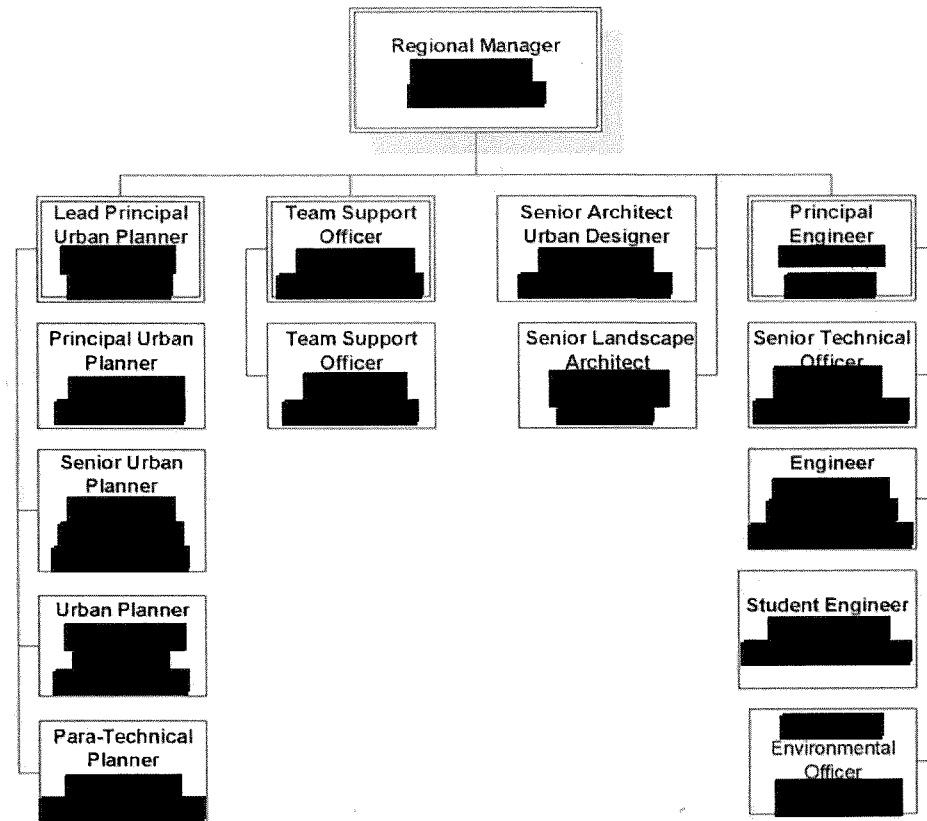 Regional Manager
Lead Principal
Urban Planner
Team Support
Officer
Senior Architect
Urban Designer
Principal
Engineer
Principal Urban
Planner
Team Support
Officer
Senior Landscape
Architect
Senior Technical
Officer
Senior Urban
Planner
Engineer
Urban Planner
Student Engineer
Para-Technical
Planner
Environmental
Officer